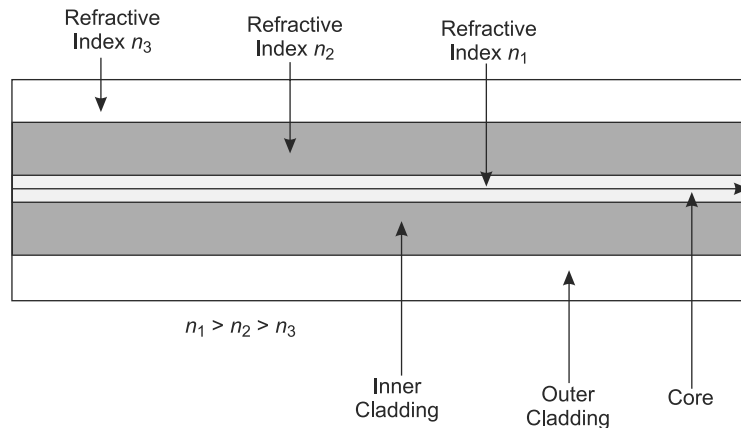 Refractive
Index n3
Refractive
Index n2
Refractive
Index n1
n1 > n2 > n3
Inner
Cladding
Outer
Cladding
Core